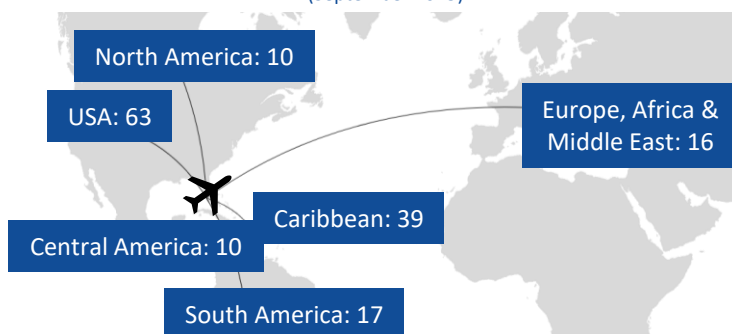 North America: 10
USA: 63
Europe, Africa &
Middle East: 16
Caribbean: 39
Central America: 10
South America: 17